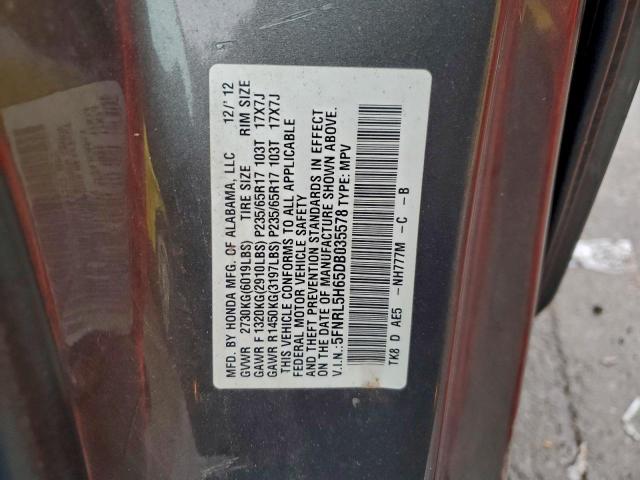 MFD. BY HONDA MFG. OF ALABAMA, LLC 12/'12
GVWR 2730KG(6019LBS) TIRE SIZE RIM SIZE
GAWR F 1320KG(2910LBS) P235/65R17 103T 17X7J
GAWR R 1450KG(3197LBS) P235/65R17 103T 17X7J
THIS VEHICLE CONFORMS TO ALL APPLICABLE
FEDERAL MOTOR VEHICLE SAFETY
AND THEFT PREVENTION STANDARDS IN EFFECT
ON THE DATE OF MANUFACTURE SHOWN ABOVE.
V.I.N.:5FNRL5H65DB035578 TYPE: MPV
TK8 D AE5 -NH777M -C -B